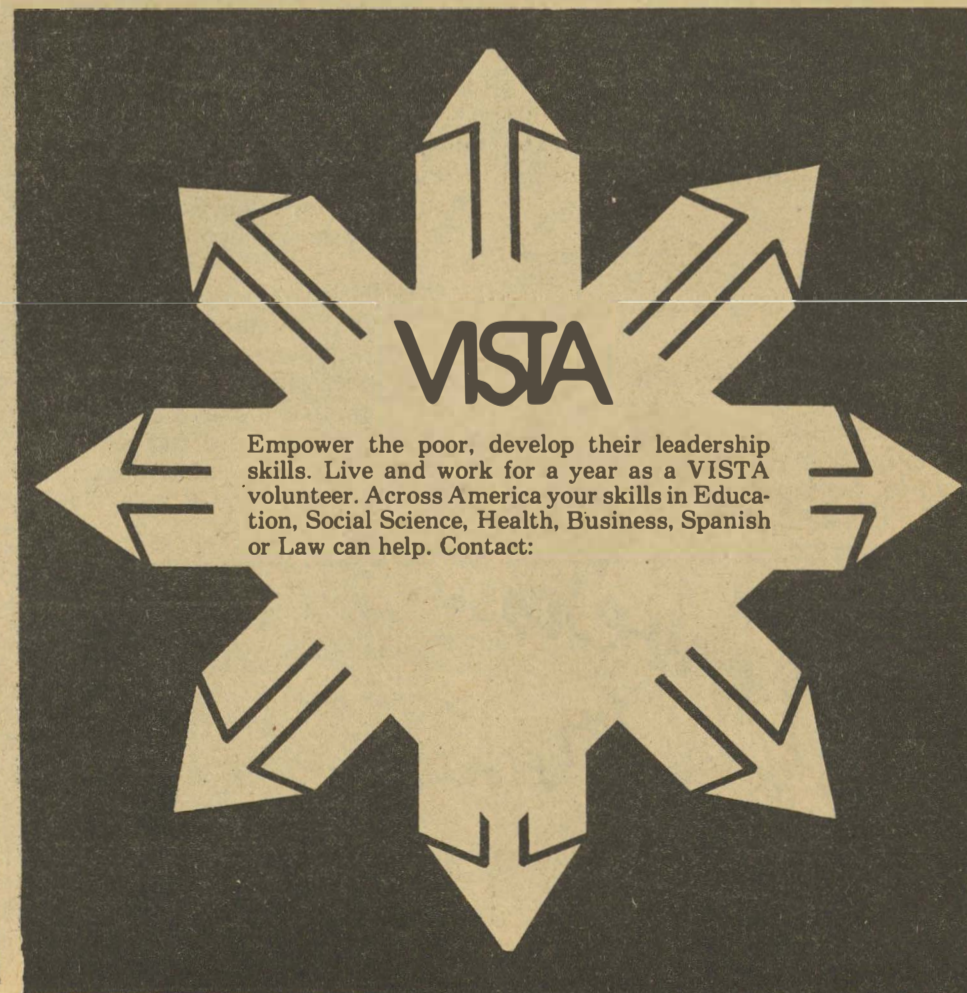 VISTA
Empower the poor, develop their leadership
skills. Live and work for a year as a VISTA
volunteer. Across America your skills in Educa-
tion, Social Science, Health, Business, Spanish
or Law can help. Contact: